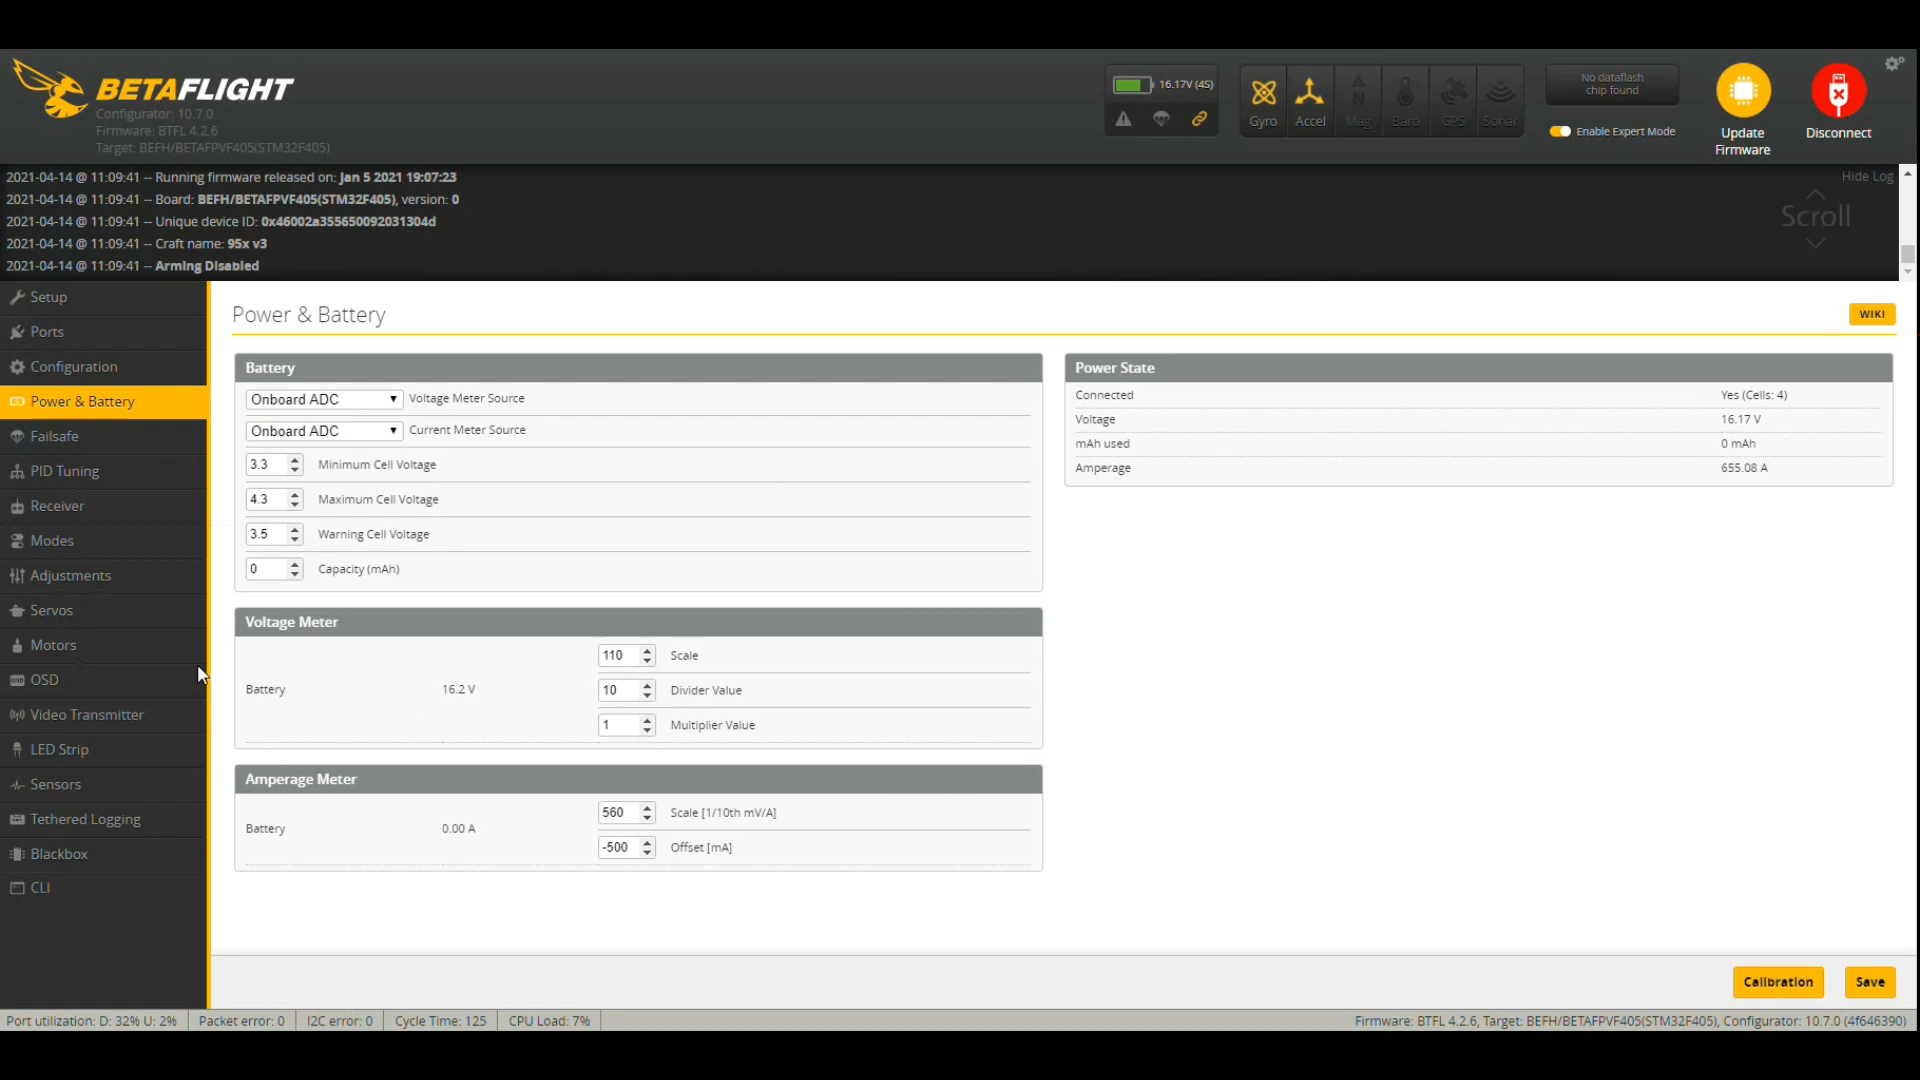 BETAFLIGHT
Configurator: 10.7.0
Firmware: BTFL 4.2.6
Target: BEFH/BETAFPVF405(STM32F405)
16.17V (4S)
Gyro
Accel
Mag
Baro
GPS
Sonar
No dataflash
chip found
Enable Expert Mode
Update
Firmware
Disconnect
2021-04-14 @ 11:09:41 -- Running firmware released on: Jan 5 2021 19:07:23
2021-04-14 @ 11:09:41 -- Board: BEFH/BETAFPVF405(STM32F405), version: 0
2021-04-14 @ 11:09:41 -- Unique device ID: 0x46002a355650092031304d
2021-04-14 @ 11:09:41 -- Craft name: 95x v3
2021-04-14 @ 11:09:41 -- Arming Disabled
Hide Log
Scroll
Setup
Ports
Configuration
Power & Battery
Failsafe
PID Tuning
Receiver
Modes
Adjustments
Servos
Motors
OSD
Video Transmitter
LED Strip
Sensors
Tethered Logging
Blackbox
CLI
Power & Battery
WIKI
Battery
Onboard ADC Voltage Meter Source
Onboard ADC Current Meter Source
3.3 Minimum Cell Voltage
4.3 Maximum Cell Voltage
3.5 Warning Cell Voltage
0 Capacity (mAh)
Voltage Meter
Battery 16.2 V
110 Scale
10 Divider Value
1 Multiplier Value
Amperage Meter
Battery 0.00 A
560 Scale [1/10th mV/A]
-500 Offset [mA]
Power State
Connected Yes (Cells: 4)
Voltage 16.17 V
mAh used 0 mAh
Amperage 655.08 A
Calibration
Save
Port utilization: D: 32% U: 2% Packet error: 0 I2C error: 0 Cycle Time: 125 CPU Load: 7% Firmware: BTFL 4.2.6, Target: BEFH/BETAFPVF405(STM32F405), Configurator: 10.7.0 (4f646390)